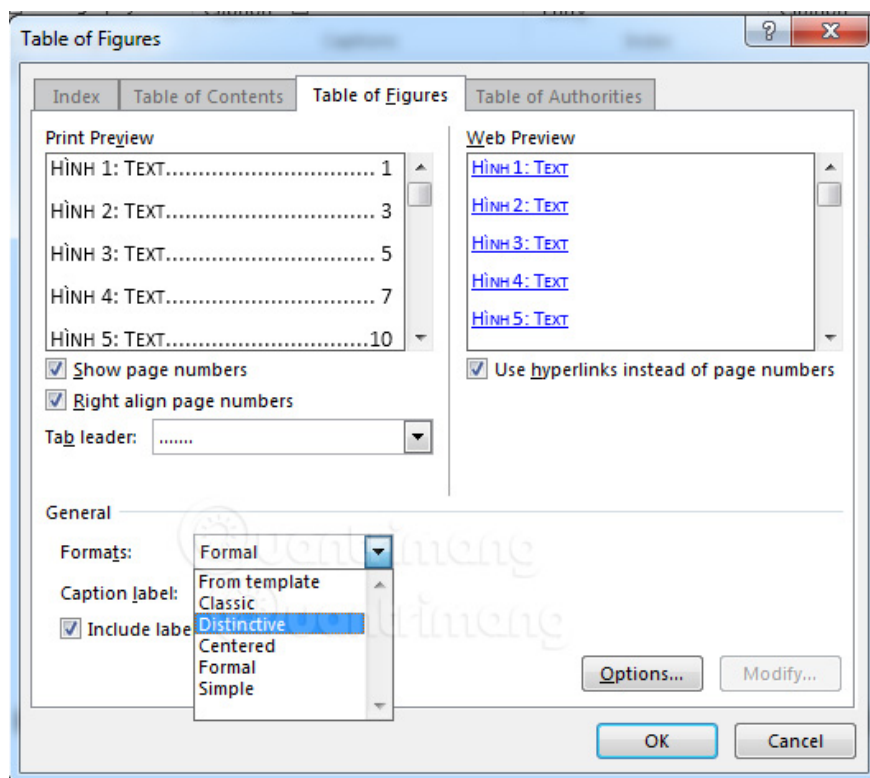 Table of Figures
Index
Table of Contents
Table of Figures
Table of Authorities
Print Preview
HÌNH 1: TEXT.................................... 1
HÌNH 2: TEXT.................................... 3
HÌNH 3: TEXT.................................... 5
HÌNH 4: TEXT.................................... 7
HÌNH 5: TEXT...................................10
Show page numbers
Right align page numbers
Tab leader: .......
Web Preview
HÌNH 1: TEXT
HÌNH 2: TEXT
HÌNH 3: TEXT
HÌNH 4: TEXT
HÌNH 5: TEXT
Use hyperlinks instead of page numbers
General
Formats: Formal
Caption label:
Include labe
From template
Classic
Distinctive
Centered
Formal
Simple
Options...
Modify...
OK
Cancel
uantrimang
uantrimang